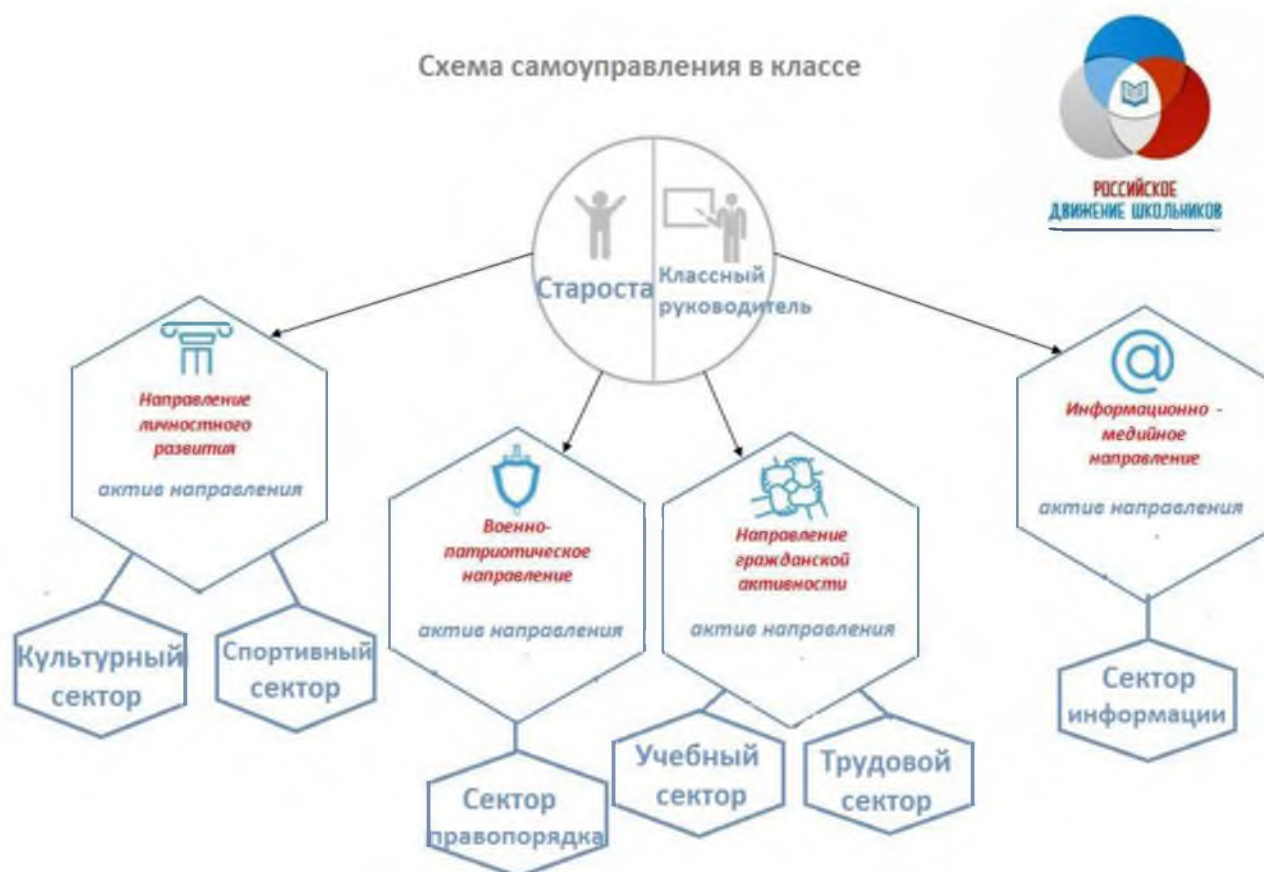 Схема самоуправления в классе
РОССИЙСКОЕ
ДВИЖЕНИЕ ШКОЛЬНИКОВ
Староста
Классный
руководитель
Направление
личностного
развития
актив направления
Культурный
сектор
Спортивный
сектор
Военно-
патриотическое
направление
актив направления
Сектор
правопорядка
Направление
гражданской
активности
актив направления
Учебный
сектор
Трудовой
сектор
Информационно -
медийное
направление
актив направления
Сектор
информации